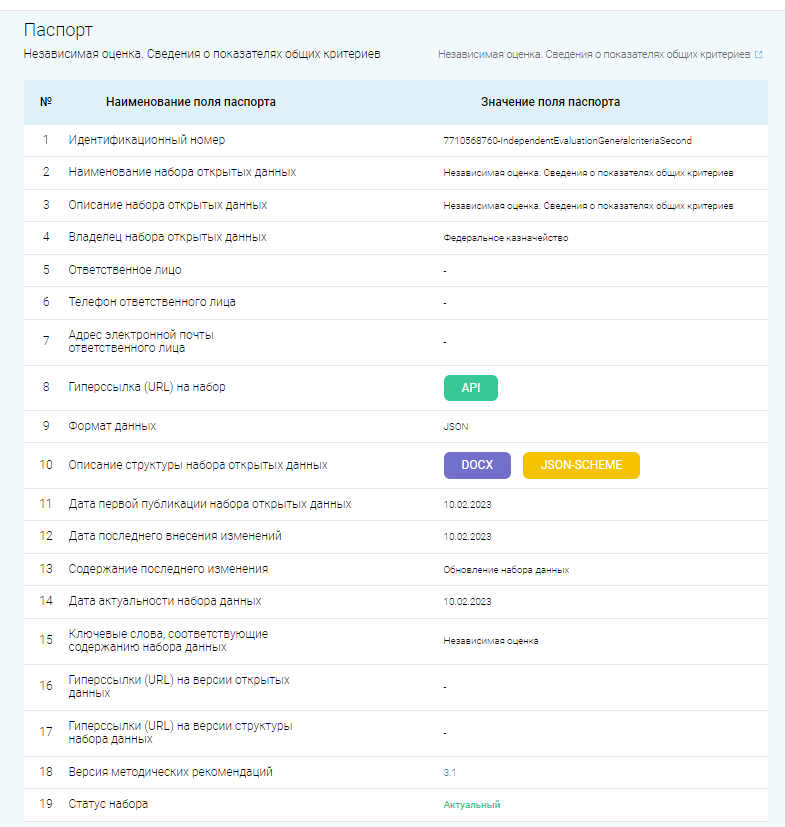 Паспорт
Независимая оценка. Сведения о показателях общих критериев
Независимая оценка. Сведения о показателях общих критериев
№ Наименование поля паспорта Значение поля паспорта
1 Идентификационный номер 7710568760-IndependentEvaluationGeneralcriteriaSecond
2 Наименование набора открытых данных Независимая оценка. Сведения о показателях общих критериев
3 Описание набора открытых данных Независимая оценка. Сведения о показателях общих критериев
4 Владелец набора открытых данных Федеральное казначейство
5 Ответственное лицо -
6 Телефон ответственного лица -
7 Адрес электронной почты
ответственного лица -
8 Гиперссылка (URL) на набор API
9 Формат данных JSON
10 Описание структуры набора открытых данных DOCX JSON-SCHEME
11 Дата первой публикации набора открытых данных 10.02.2023
12 Дата последнего внесения изменений 10.02.2023
13 Содержание последнего изменения Обновление набора данных
14 Дата актуальности набора данных 10.02.2023
15 Ключевые слова, соответствующие
содержанию набора данных Независимая оценка
16 Гиперссылки (URL) на версии открытых
данных -
17 Гиперссылки (URL) на версии структуры
набора данных -
18 Версия методических рекомендаций 3.1
19 Статус набора Актуальный